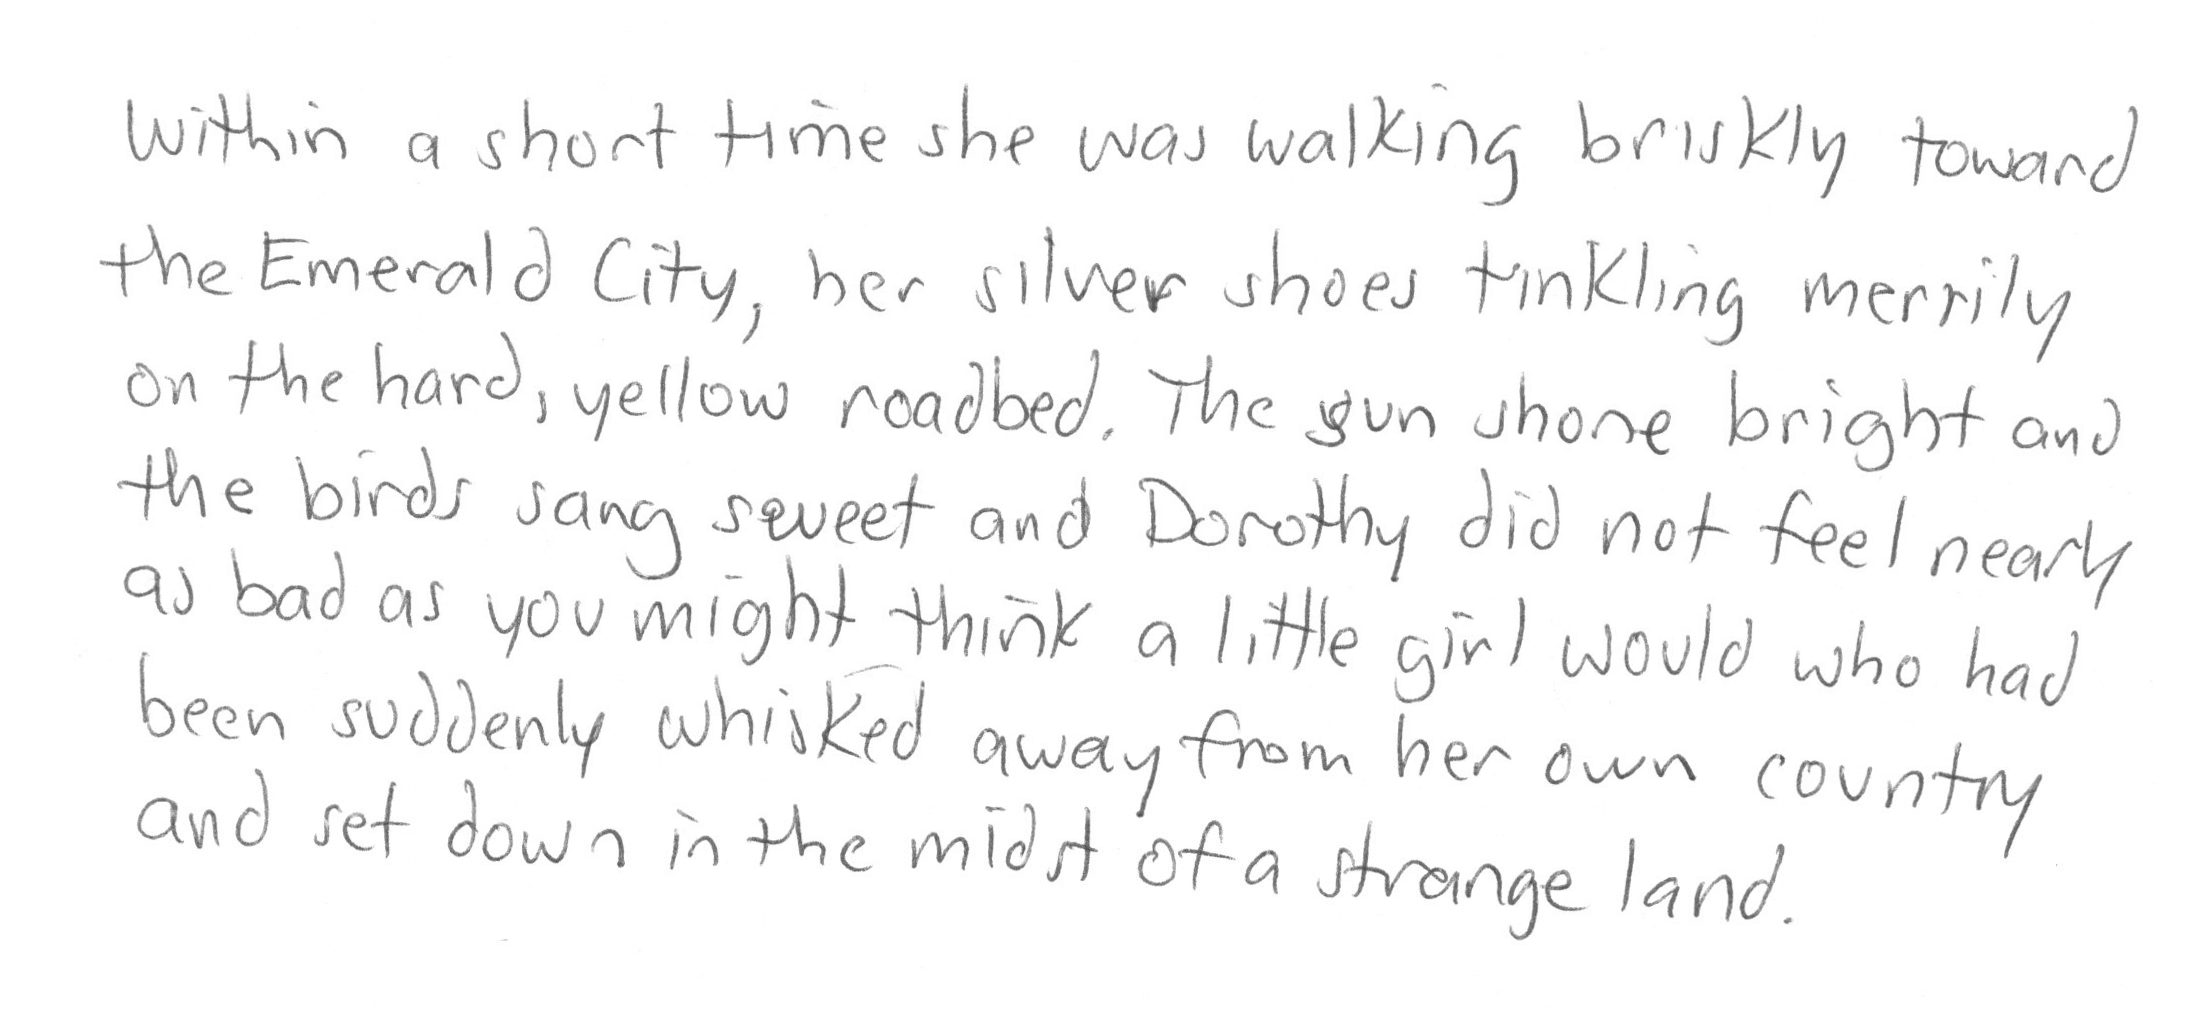 Within a short time she was walking briskly toward
the Emerald City, her silver shoes tinkling merrily
on the hard, yellow roadbed. The sun shone bright and
the birds sang sweet and Dorothy did not feel nearly
as bad as you might think a little girl would who had
been suddenly whisked away from her own country
and set down in the midst of a strange land.